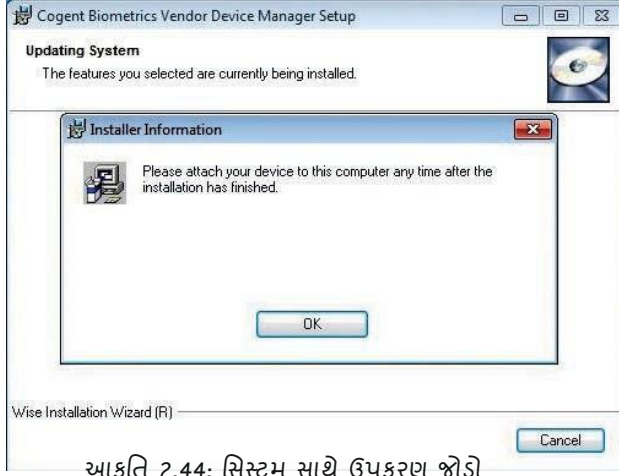 Cogent Biometrics Vendor Device Manager Setup
Updating System
The features you selected are currently being installed.
Installer Information
Please attach your device to this computer any time after the
installation has finished.
OK
Wise Installation Wizard (R)
Cancel
આકૃતિ 2.44: સિસ્ટમ સાથે ઉપકરણ જોડો